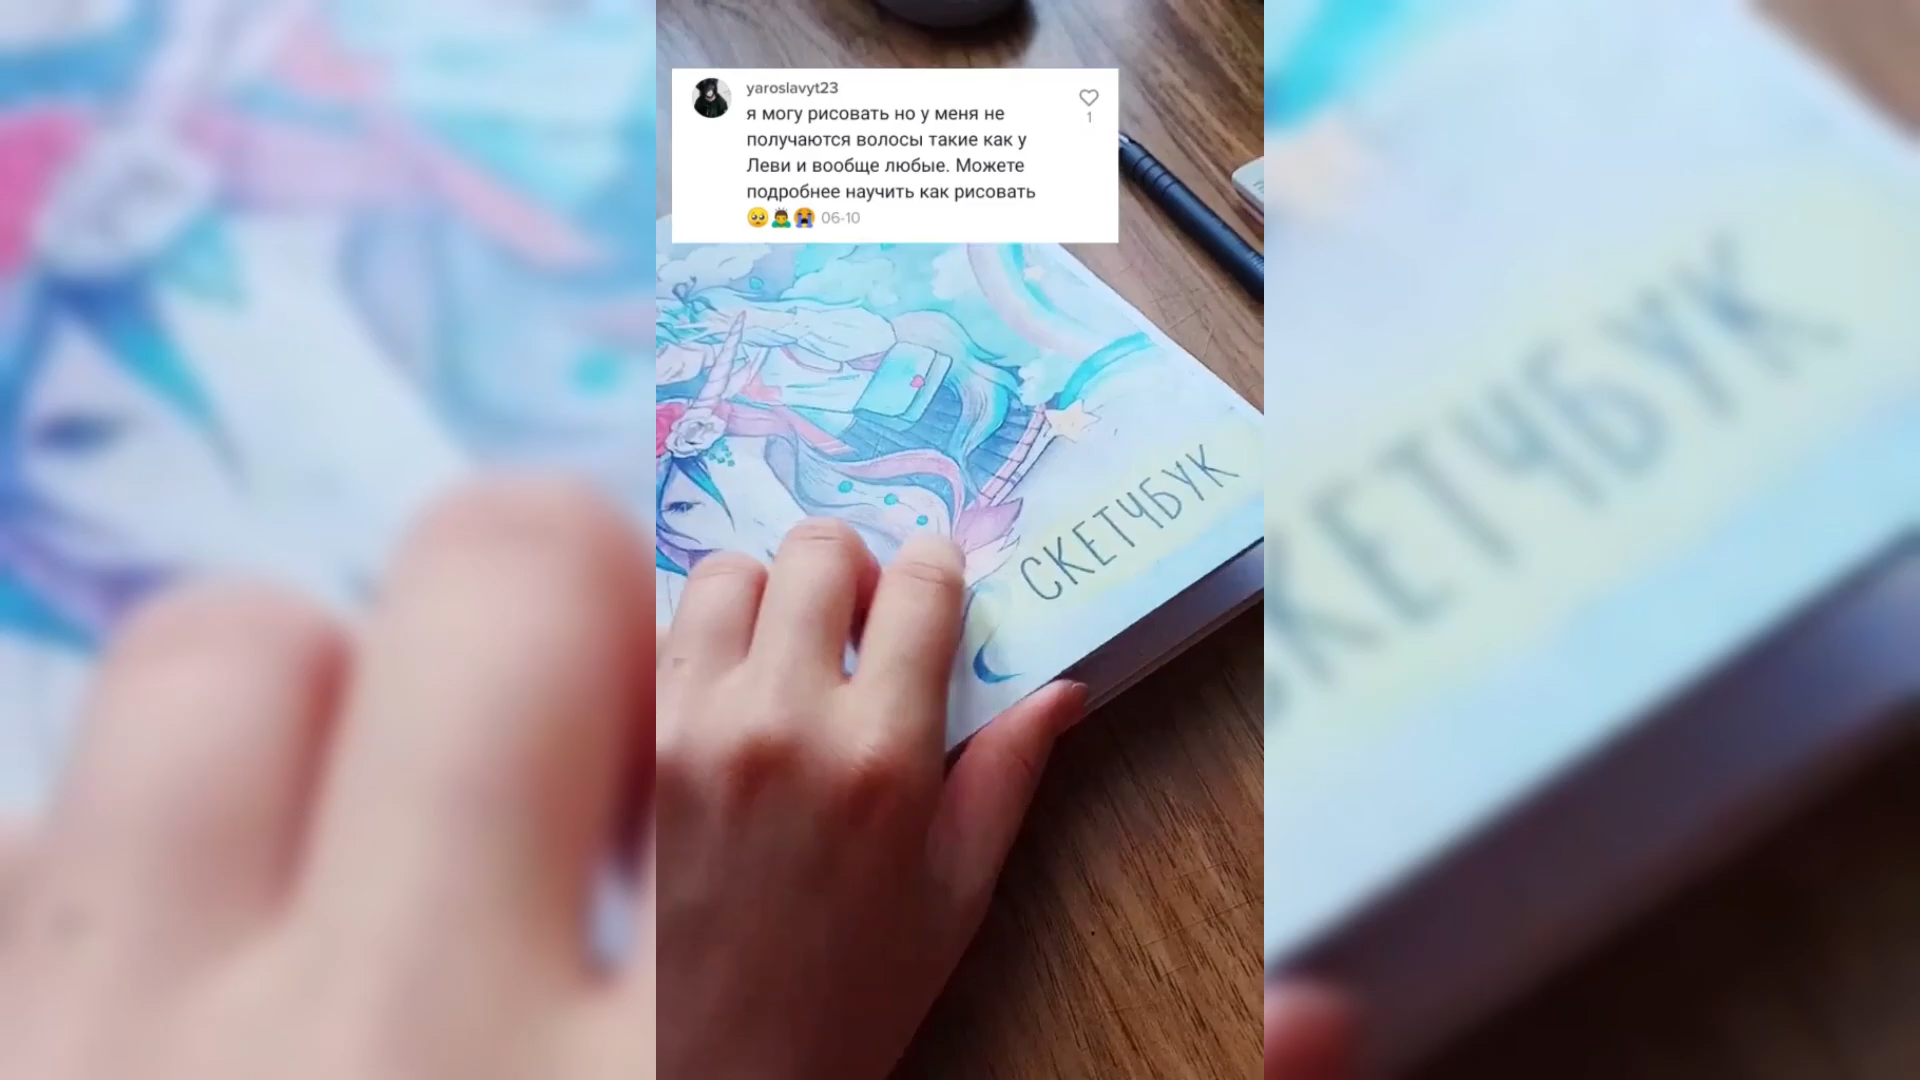 yaroslavyt23
я могу рисовать но у меня не
получаются волосы такие как у
Леви и вообще любые. Можете
подробнее научить как рисовать
🥺🙇‍♂️😭 06-10
1
СКЕТЧБУК